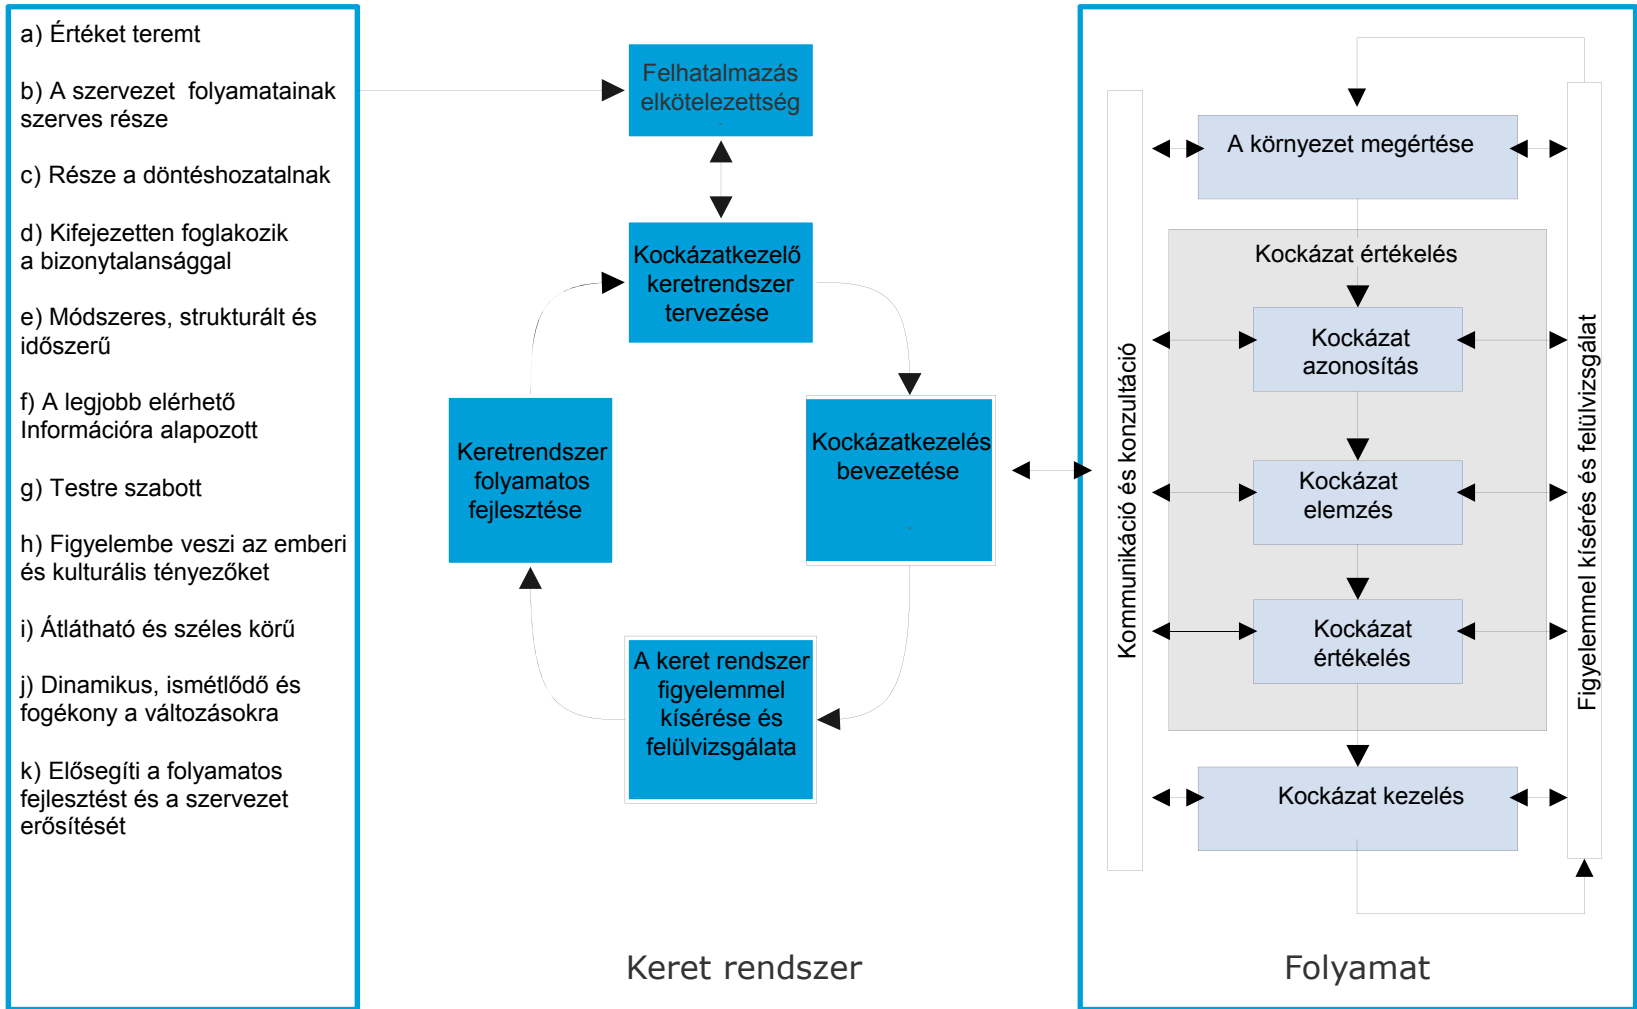 a) Értéket teremt
b) A szervezet folyamatainak
szerves része
c) Része a döntéshozatalnak
d) Kifejezetten foglakozik
a bizonytalansággal
e) Módszeres, strukturált és
időszerű
f) A legjobb elérhető
Információra alapozott
g) Testre szabott
h) Figyelembe veszi az emberi
és kulturális tényezőket
i) Átlátható és széles körű
j) Dinamikus, ismétlődő és
fogékony a változásokra
k) Elősegíti a folyamatos
fejlesztést és a szervezet
erősítését
Felhatalmazás
elkötelezettség
Kockázatkezelő
keretrendszer
tervezése
Kockázatkezelés
bevezetése
A keret rendszer
figyelemmel
kísérése és
felülvizsgálata
Keretrendszer
folyamatos
fejlesztése
Keret rendszer
Kommunikáció és konzultáció
A környezet megértése
Kockázat értékelés
Kockázat
azonosítás
Kockázat
elemzés
Kockázat
értékelés
Kockázat kezelés
Figyelemmel kísérés és felülvizsgálat
Folyamat